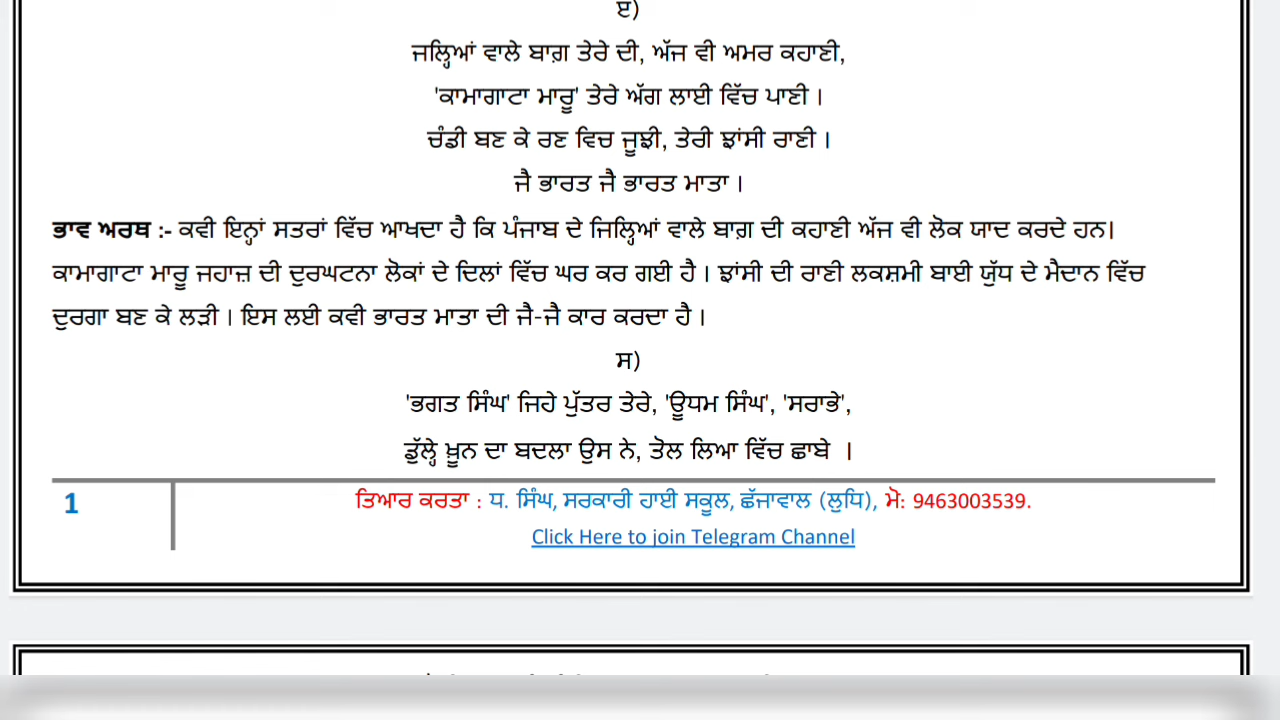 ੲ)
ਜਲ੍ਹਿਆਂ ਵਾਲੇ ਬਾਗ਼ ਤੇਰੇ ਦੀ, ਅੱਜ ਵੀ ਅਮਰ ਕਹਾਣੀ,
'ਕਾਮਾਗਾਟਾ ਮਾਰੂ' ਤੇਰੇ ਅੱਗ ਲਾਈ ਵਿੱਚ ਪਾਣੀ।
ਚੰਡੀ ਬਣ ਕੇ ਰਣ ਵਿਚ ਜੂਝੀ, ਤੇਰੀ ਝਾਂਸੀ ਰਾਣੀ।
ਜੈ ਭਾਰਤ ਜੈ ਭਾਰਤ ਮਾਤਾ।
ਭਾਵ ਅਰਥ :- ਕਵੀ ਇਨ੍ਹਾਂ ਸਤਰਾਂ ਵਿੱਚ ਆਖਦਾ ਹੈ ਕਿ ਪੰਜਾਬ ਦੇ ਜਿਲ੍ਹਿਆਂ ਵਾਲੇ ਬਾਗ਼ ਦੀ ਕਹਾਣੀ ਅੱਜ ਵੀ ਲੋਕ ਯਾਦ ਕਰਦੇ ਹਨ।
ਕਾਮਾਗਾਟਾ ਮਾਰੂ ਜਹਾਜ਼ ਦੀ ਦੁਰਘਟਨਾ ਲੋਕਾਂ ਦੇ ਦਿਲਾਂ ਵਿੱਚ ਘਰ ਕਰ ਗਈ ਹੈ। ਝਾਂਸੀ ਦੀ ਰਾਣੀ ਲਕਸ਼ਮੀ ਬਾਈ ਯੁੱਧ ਦੇ ਮੈਦਾਨ ਵਿੱਚ
ਦੁਰਗਾ ਬਣ ਕੇ ਲੜੀ। ਇਸ ਲਈ ਕਵੀ ਭਾਰਤ ਮਾਤਾ ਦੀ ਜੈ-ਜੈ ਕਾਰ ਕਰਦਾ ਹੈ।
ਸ)
'ਭਗਤ ਸਿੰਘ' ਜਿਹੇ ਪੁੱਤਰ ਤੇਰੇ, 'ਊਧਮ ਸਿੰਘ', 'ਸਰਾਭੇ',
ਡੁੱਲ੍ਹੇ ਖ਼ੂਨ ਦਾ ਬਦਲਾ ਉਸ ਨੇ, ਤੋਲ ਲਿਆ ਵਿੱਚ ਛਾਬੇ ।
1
ਤਿਆਰ ਕਰਤਾ : ਧ. ਸਿੰਘ, ਸਰਕਾਰੀ ਹਾਈ ਸਕੂਲ, ਛੱਜਾਵਾਲ (ਲੁਧਿ), ਮੋ: 9463003539.
Click Here to join Telegram Channel